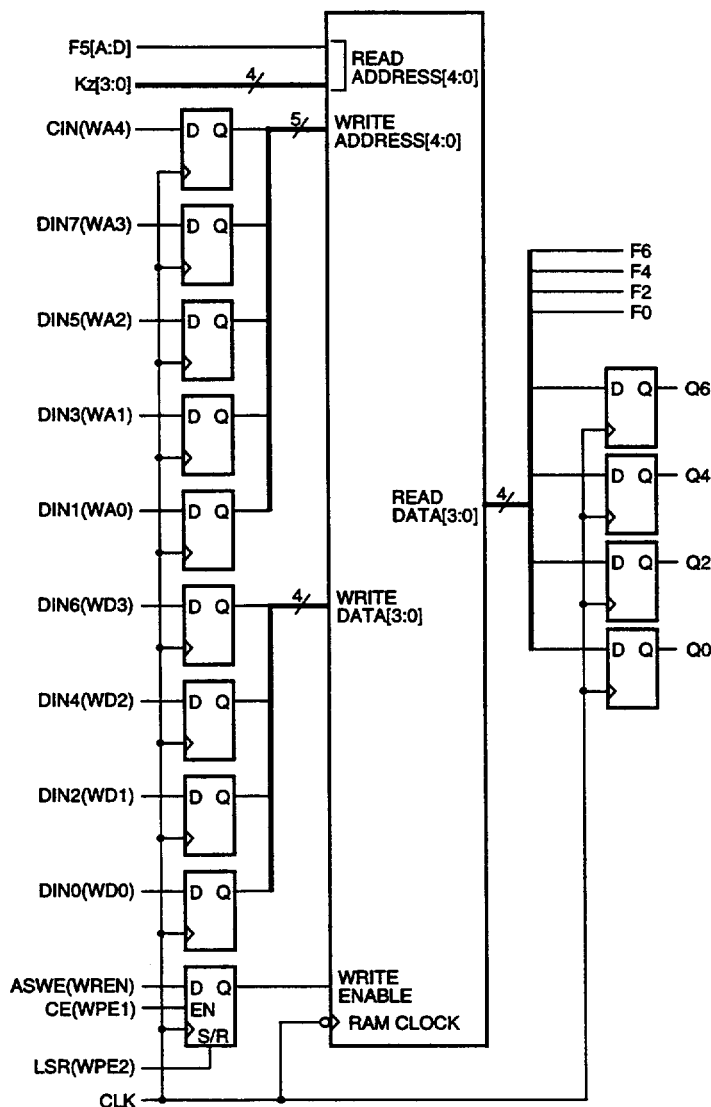 F5[A:D]
Kz[3:0]
4
READ
ADDRESS[4:0]
CIN(WA4)
D Q
5
WRITE
ADDRESS[4:0]
DIN7(WA3)
D Q
DIN5(WA2)
D Q
DIN3(WA1)
D Q
DIN1(WA0)
D Q
DIN6(WD3)
D Q
4
WRITE
DATA[3:0]
DIN4(WD2)
D Q
DIN2(WD1)
D Q
DIN0(WD0)
D Q
ASWE(WREN)
D Q
CE(WPE1)
EN
S/R
LSR(WPE2)
CLK
WRITE
ENABLE
RAM CLOCK
READ
DATA[3:0]
4
F6
F4
F2
F0
D Q
Q6
D Q
Q4
D Q
Q2
D Q
Q0